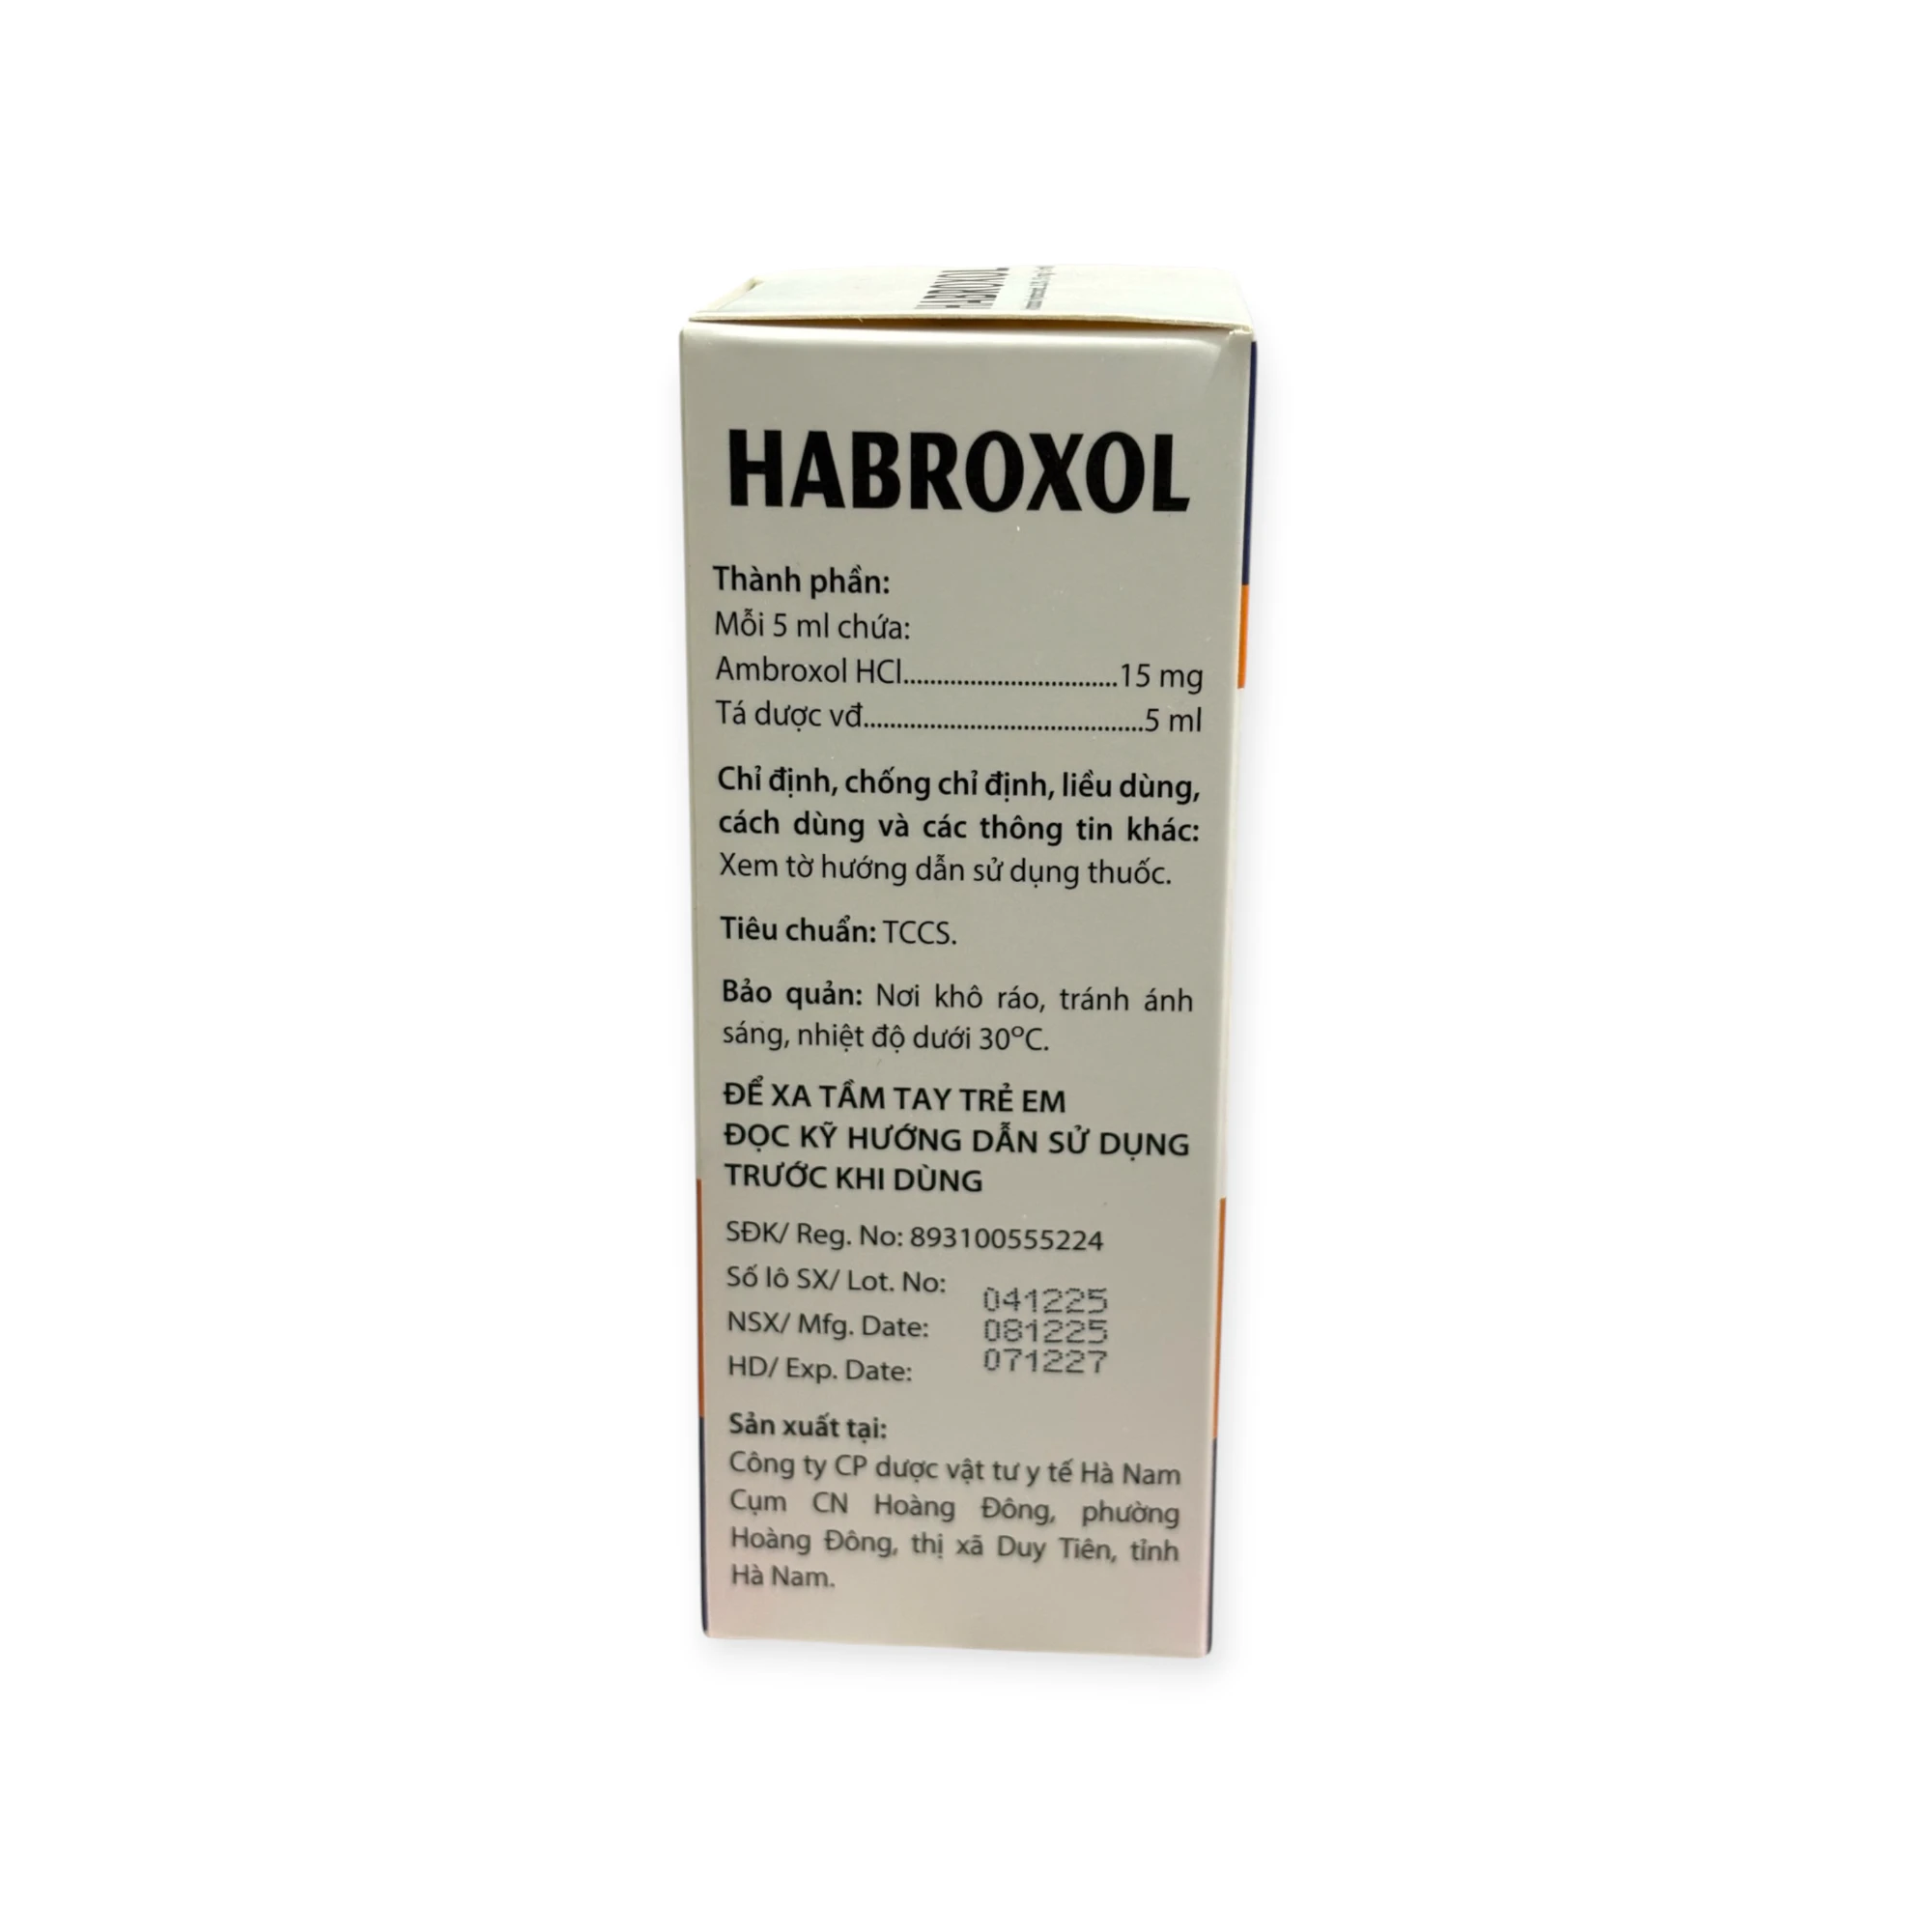 HABROXOL
HABROXOL
Thành phần:
Mỗi 5 ml chứa:
Ambroxol HCl................................15 mg
Tá dược vđ..........................................5 ml
Chỉ định, chống chỉ định, liều dùng,
cách dùng và các thông tin khác:
Xem tờ hướng dẫn sử dụng thuốc.
Tiêu chuẩn: TCCS.
Bảo quản: Nơi khô ráo, tránh ánh
sáng, nhiệt độ dưới 30ºC.
ĐỂ XA TẦM TAY TRẺ EM
ĐỌC KỸ HƯỚNG DẪN SỬ DỤNG
TRƯỚC KHI DÙNG
SĐK/ Reg. No: 893100555224
Số lô SX/ Lot. No: 041225
NSX/ Mfg. Date: 081225
HD/ Exp. Date: 071227
Sản xuất tại:
Công ty CP dược vật tư y tế Hà Nam
Cụm CN Hoàng Đông, phường
Hoàng Đông, thị xã Duy Tiên, tỉnh
Hà Nam.